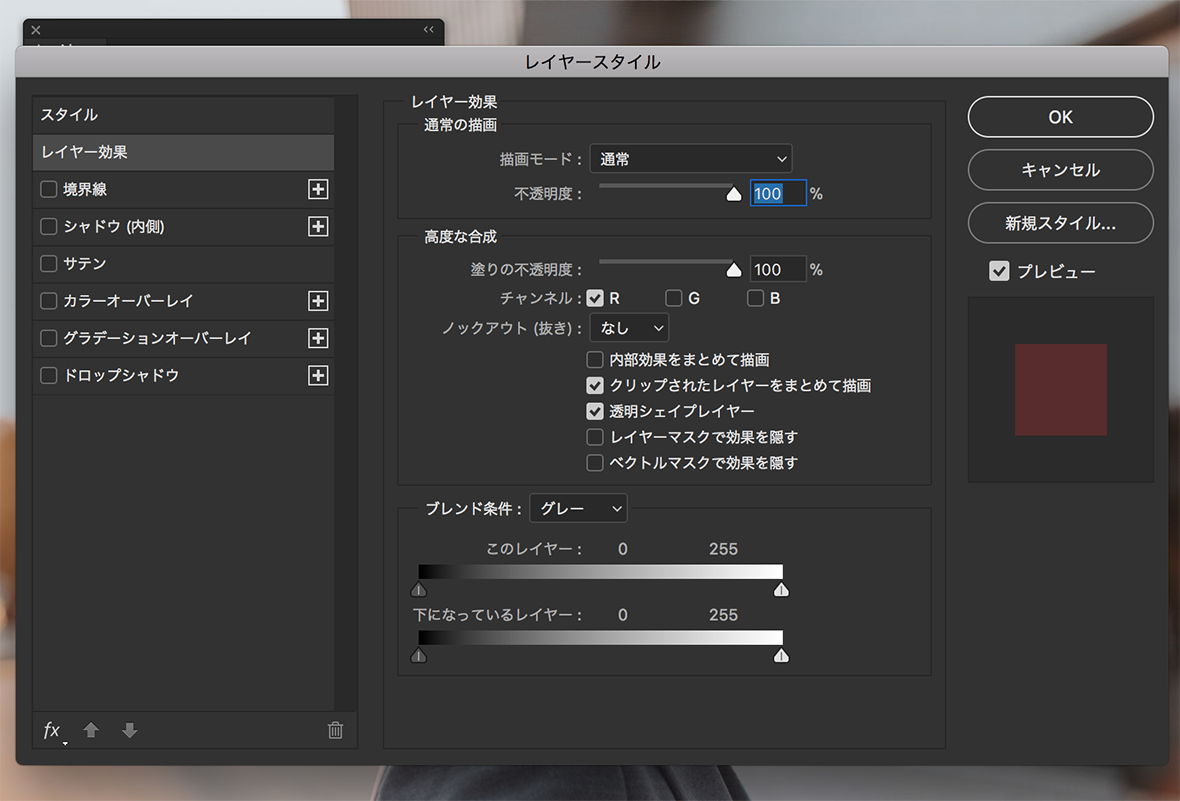 レイヤースタイル
スタイル
レイヤー効果
境界線
シャドウ (内側)
サテン
カラーオーバーレイ
グラデーションオーバーレイ
ドロップシャドウ
fx
レイヤー効果
通常の描画
描画モード : 通常
不透明度 : 100 %
高度な合成
塗りの不透明度 : 100 %
チャンネル : R G B
ノックアウト (抜き) : なし
内部効果をまとめて描画
クリップされたレイヤーをまとめて描画
透明シェイプレイヤー
レイヤーマスクで効果を隠す
ベクトルマスクで効果を隠す
ブレンド条件 : グレー
このレイヤー : 0 255
下になっているレイヤー : 0 255
OK
キャンセル
新規スタイル...
プレビュー